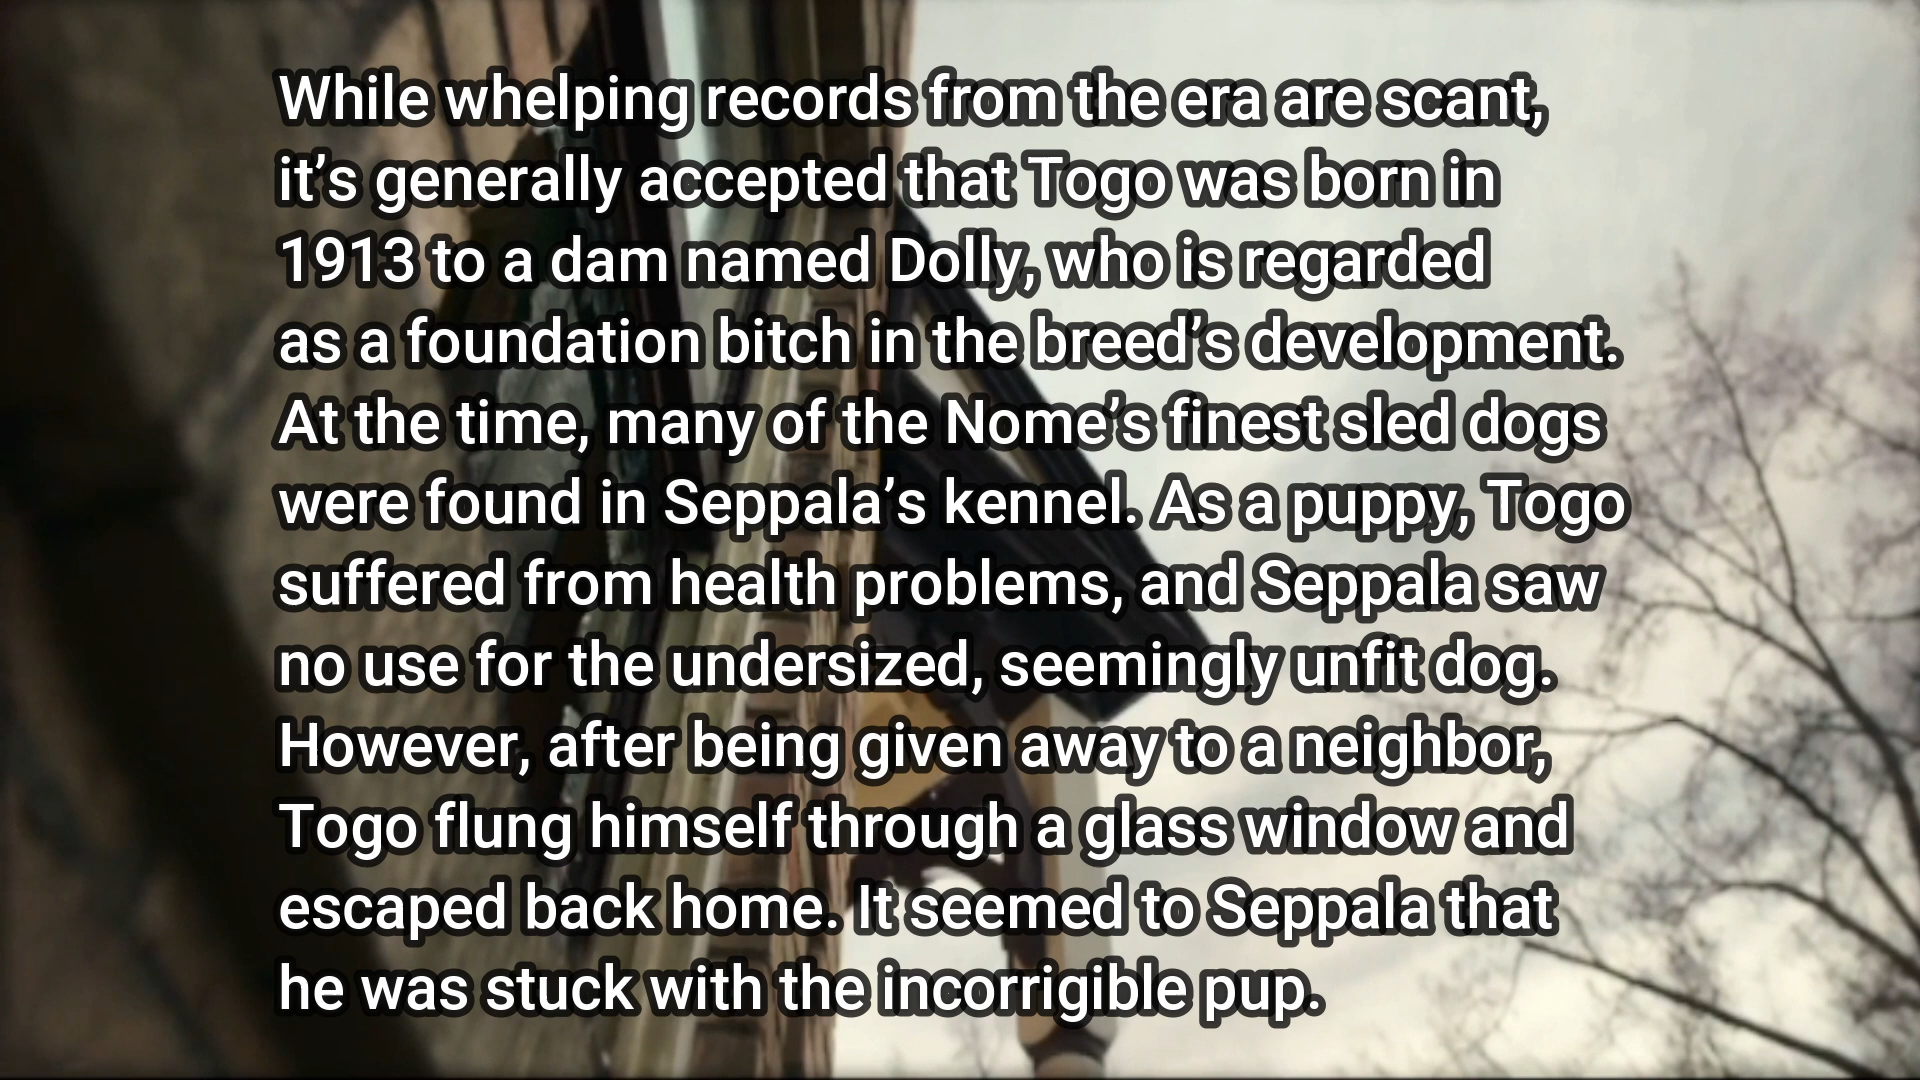 While whelping records from the era are scant,
it’s generally accepted that Togo was born in
1913 to a dam named Dolly, who is regarded
as a foundation bitch in the breed’s development.
At the time, many of the Nome’s finest sled dogs
were found in Seppala’s kennel. As a puppy, Togo
suffered from health problems, and Seppala saw
no use for the undersized, seemingly unfit dog.
However, after being given away to a neighbor,
Togo flung himself through a glass window and
escaped back home. It seemed to Seppala that
he was stuck with the incorrigible pup.